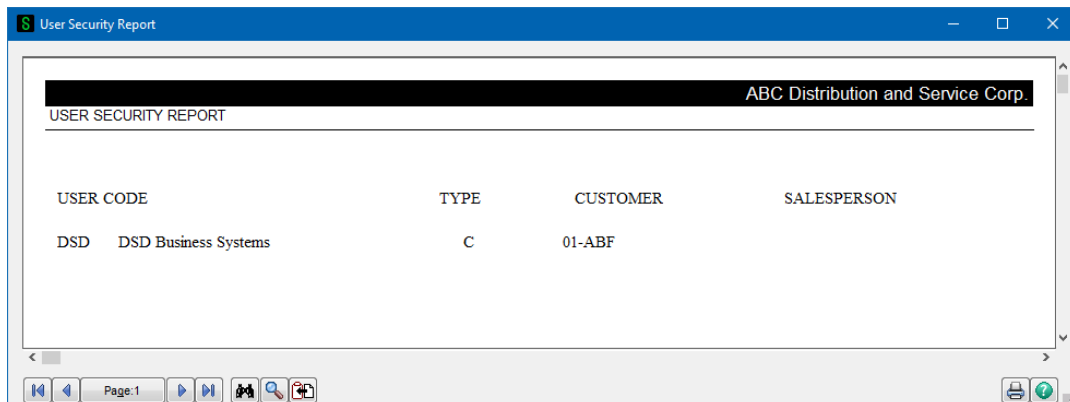 S User Security Report
ABC Distribution and Service Corp.
USER SECURITY REPORT
USER CODE TYPE CUSTOMER SALESPERSON
DSD DSD Business Systems C 01-ABF
Page:1